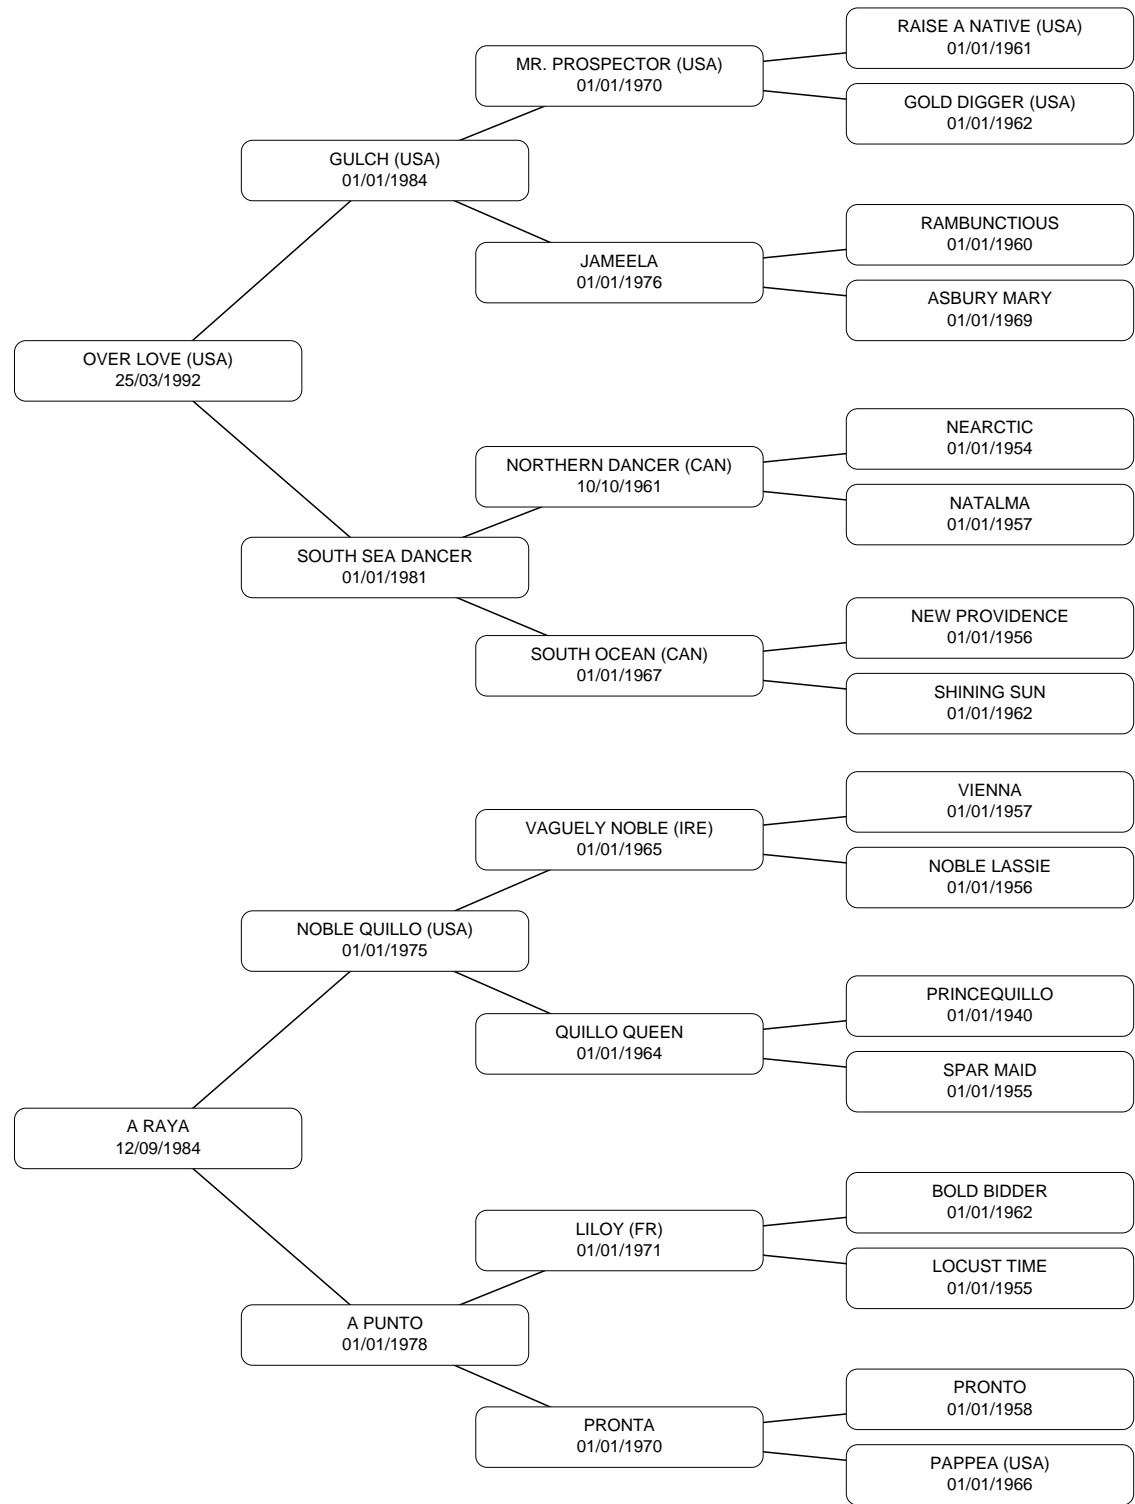 RAISE A NATIVE (USA)
01/01/1961
MR. PROSPECTOR (USA)
01/01/1970
GOLD DIGGER (USA)
01/01/1962
GULCH (USA)
01/01/1984
RAMBUNCTIOUS
01/01/1960
JAMEELA
01/01/1976
ASBURY MARY
01/01/1969
OVER LOVE (USA)
25/03/1992
NEARCTIC
01/01/1954
NORTHERN DANCER (CAN)
10/10/1961
NATALMA
01/01/1957
SOUTH SEA DANCER
01/01/1981
NEW PROVIDENCE
01/01/1956
SOUTH OCEAN (CAN)
01/01/1967
SHINING SUN
01/01/1962
VIENNA
01/01/1957
VAGUELY NOBLE (IRE)
01/01/1965
NOBLE LASSIE
01/01/1956
NOBLE QUILLO (USA)
01/01/1975
PRINCEQUILLO
01/01/1940
QUILLO QUEEN
01/01/1964
SPAR MAID
01/01/1955
A RAYA
12/09/1984
BOLD BIDDER
01/01/1962
LILOY (FR)
01/01/1971
LOCUST TIME
01/01/1955
A PUNTO
01/01/1978
PRONTO
01/01/1958
PRONTA
01/01/1970
PAPPEA (USA)
01/01/1966